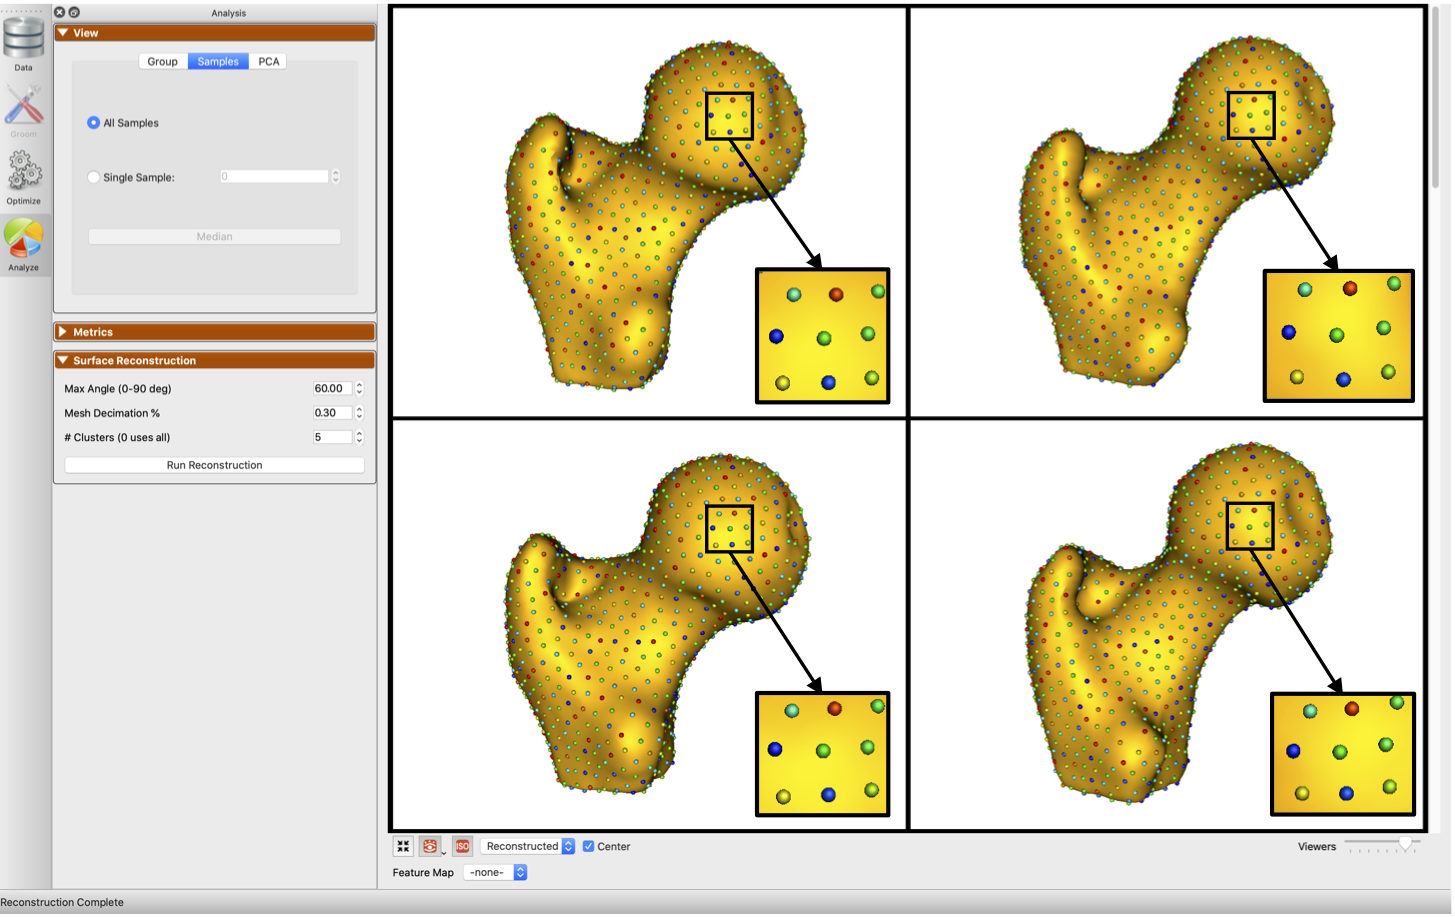 Analysis
Data
Groom
Optimize
Analyze
View
Group Samples PCA
All Samples
Single Sample: 0
Median
Metrics
Surface Reconstruction
Max Angle (0-90 deg) 60.00
Mesh Decimation % 0.30
# Clusters (0 uses all) 5
Run Reconstruction
ISO Reconstructed Center Viewers
Feature Map -none-
Reconstruction Complete